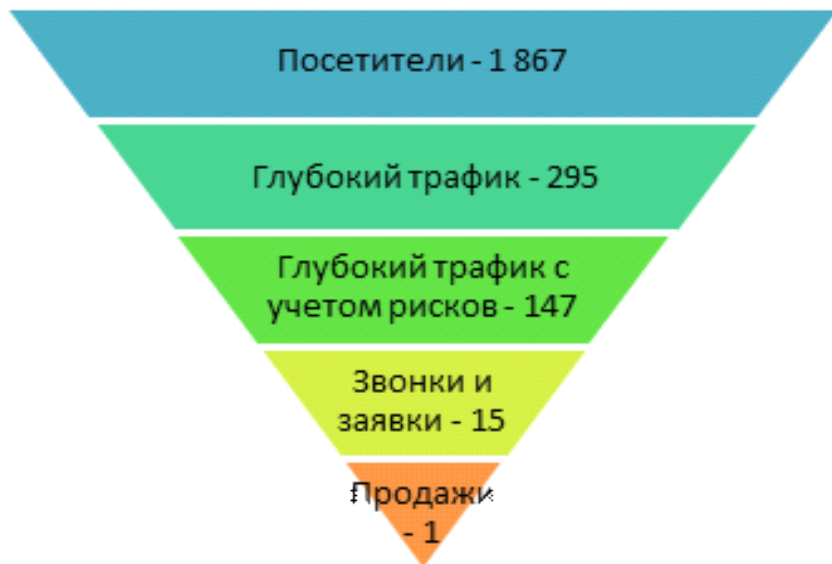 Посетители - 1 867
Глубокий трафик - 295
Глубокий трафик с
учетом рисков - 147
Звонки и
заявки - 15
Продажи
- 1